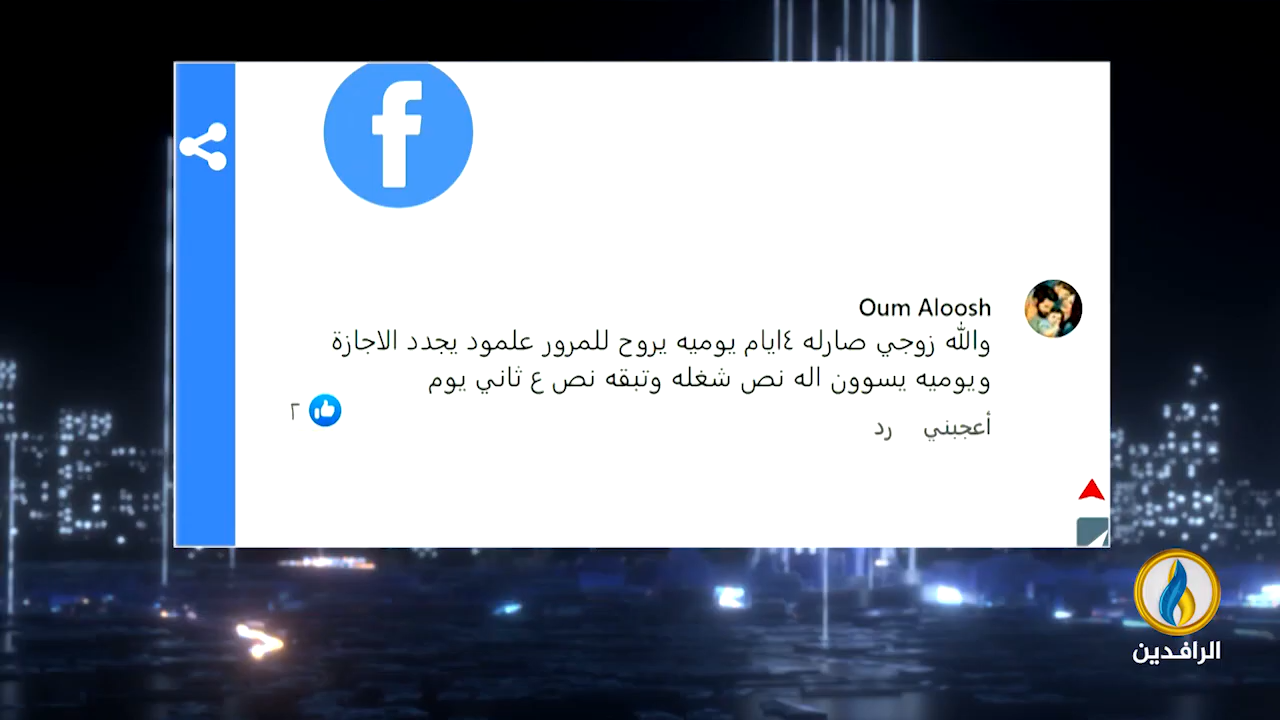 Oum Aloosh
والله زوجي صارله ٤ايام يوميه يروح للمرور علمود يجدد الاجازة
ويوميه يسوون اله نص شغله وتبقه نص ع ثاني يوم
٢
أعجبني رد
الرافدين